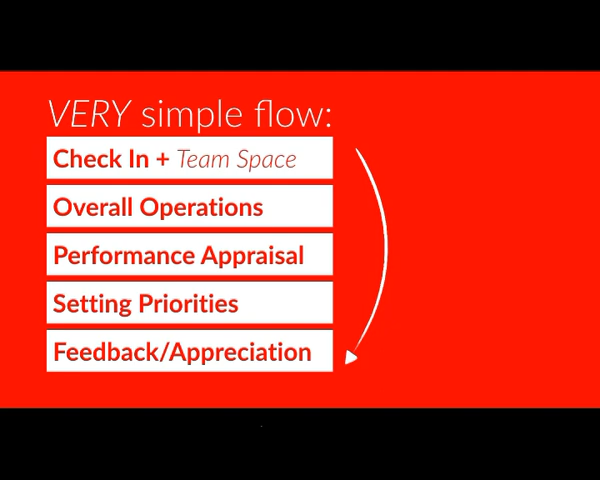 VERY simple flow:
Check In + Team Space
Overall Operations
Performance Appraisal
Setting Priorities
Feedback/Appreciation